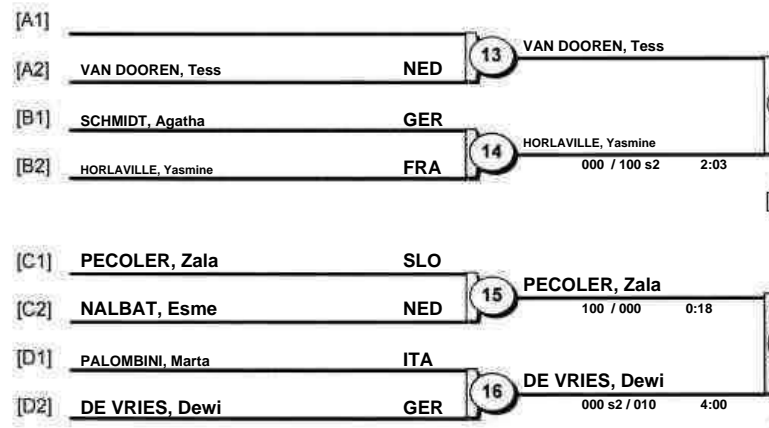 [A1]
13 VAN DOOREN, Tess
[A2] VAN DOOREN, Tess NED
[B1] SCHMIDT, Agatha GER
14 HORLAVILLE, Yasmine
[B2] HORLAVILLE, Yasmine FRA
000 / 100 s2 2:03
[C1] PECOLER, Zala SLO
15 PECOLER, Zala
[C2] NALBAT, Esme NED
100 / 000 0:18
[D1] PALOMBINI, Marta ITA
16 DE VRIES, Dewi
[D2] DE VRIES, Dewi GER
000 s2 / 010 4:00